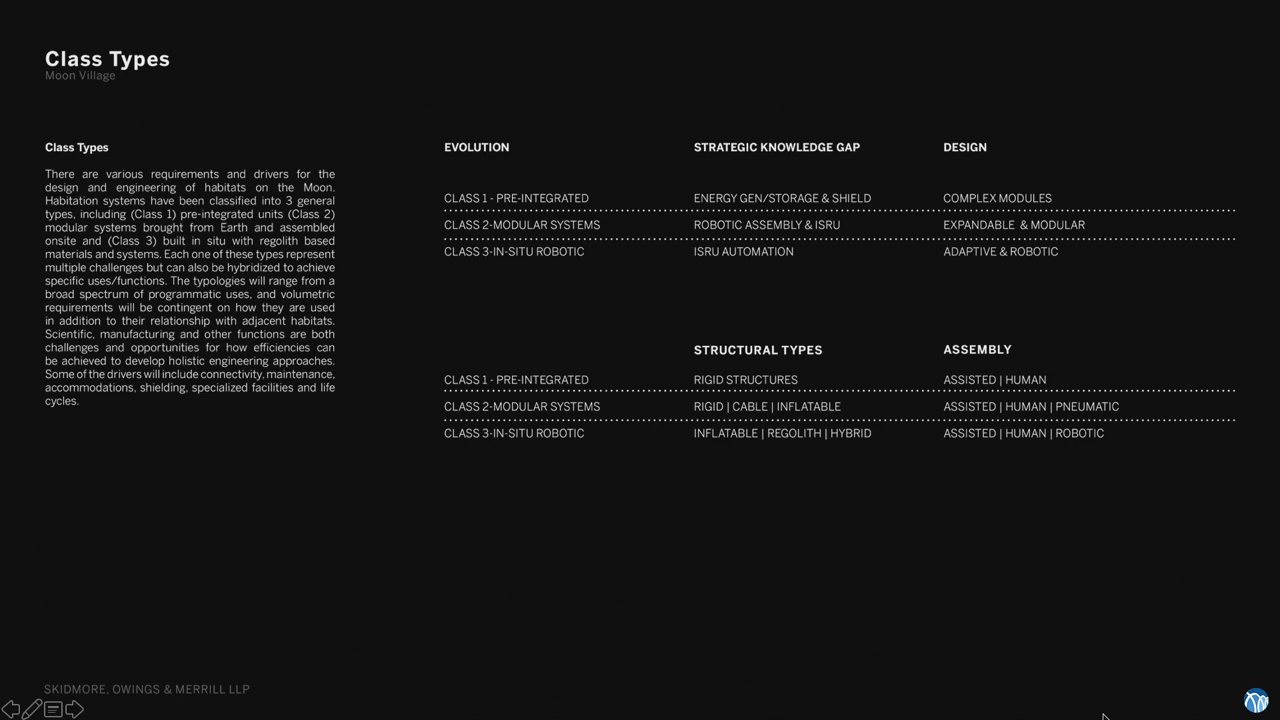 Class Types
Moon Village
Class Types
There are various requirements and drivers for the
design and engineering of habitats on the Moon.
Habitation systems have been classified into 3 general
types, including (Class 1) pre-integrated units (Class 2)
modular systems brought from Earth and assembled
onsite and (Class 3) built in situ with regolith based
materials and systems. Each one of these types represent
multiple challenges but can also be hybridized to achieve
specific uses/functions. The typologies will range from a
broad spectrum of programmatic uses, and volumetric
requirements will be contingent on how they are used
in addition to their relationship with adjacent habitats.
Scientific, manufacturing and other functions are both
challenges and opportunities for how efficiencies can
be achieved to develop holistic engineering approaches.
Some of the drivers will include connectivity, maintenance,
accommodations, shielding, specialized facilities and life
cycles.
EVOLUTION STRATEGIC KNOWLEDGE GAP DESIGN
CLASS 1 - PRE-INTEGRATED ENERGY GEN/STORAGE & SHIELD COMPLEX MODULES
CLASS 2-MODULAR SYSTEMS ROBOTIC ASSEMBLY & ISRU EXPANDABLE & MODULAR
CLASS 3-IN-SITU ROBOTIC ISRU AUTOMATION ADAPTIVE & ROBOTIC
STRUCTURAL TYPES ASSEMBLY
CLASS 1 - PRE-INTEGRATED RIGID STRUCTURES ASSISTED | HUMAN
CLASS 2-MODULAR SYSTEMS RIGID | CABLE | INFLATABLE ASSISTED | HUMAN | PNEUMATIC
CLASS 3-IN-SITU ROBOTIC INFLATABLE | REGOLITH | HYBRID ASSISTED | HUMAN | ROBOTIC
SKIDMORE, OWINGS & MERRILL LLP